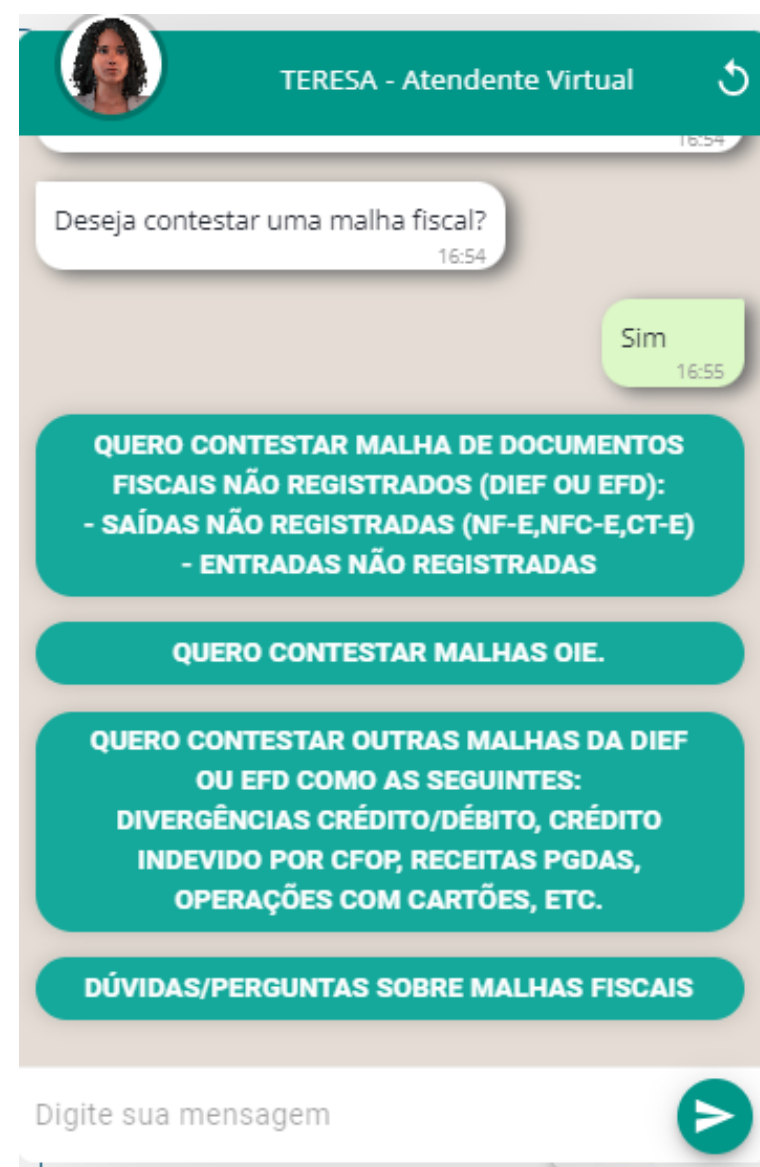 TERESA - Atendente Virtual
16:54
Deseja contestar uma malha fiscal?
16:54
Sim
16:55
QUERO CONTESTAR MALHA DE DOCUMENTOS
FISCAIS NÃO REGISTRADOS (DIEF OU EFD):
- SAÍDAS NÃO REGISTRADAS (NF-E,NFC-E,CT-E)
- ENTRADAS NÃO REGISTRADAS
QUERO CONTESTAR MALHAS OIE.
QUERO CONTESTAR OUTRAS MALHAS DA DIEF
OU EFD COMO AS SEGUINTES:
DIVERGÊNCIAS CRÉDITO/DÉBITO, CRÉDITO
INDEVIDO POR CFOP, RECEITAS PGDAS,
OPERAÇÕES COM CARTÕES, ETC.
DÚVIDAS/PERGUNTAS SOBRE MALHAS FISCAIS
Digite sua mensagem